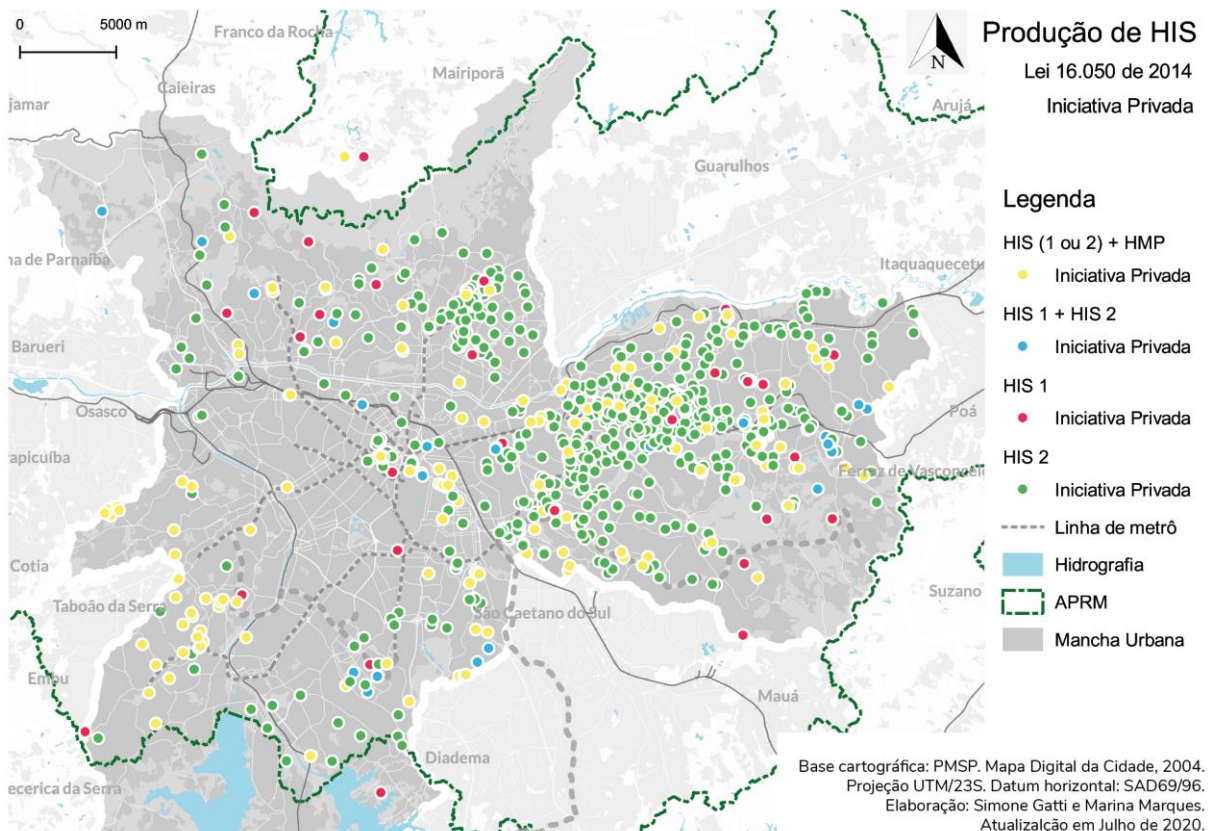 0 5000 m
Franco da Rocha
Mairiporã
Caieiras
jamar
Arujá
Guarulhos
na de Parnaíba
Itaquaquecetu
Barueri
Osasco
Poá
rapicuíba
Ferraz de Vasconcelo
Cotia
Taboão da Serra
São Caetano do Sul
Suzano
Embu
Mauá
Diadema
ecerica da Serra
N
Produção de HIS
Lei 16.050 de 2014
Iniciativa Privada
Legenda
HIS (1 ou 2) + HMP
Iniciativa Privada
HIS 1 + HIS 2
Iniciativa Privada
HIS 1
Iniciativa Privada
HIS 2
Iniciativa Privada
Linha de metrô
Hidrografia
APRM
Mancha Urbana
Base cartográfica: PMSP. Mapa Digital da Cidade, 2004.
Projeção UTM/23S. Datum horizontal: SAD69/96.
Elaboração: Simone Gatti e Marina Marques.
Atualizalção em Julho de 2020.